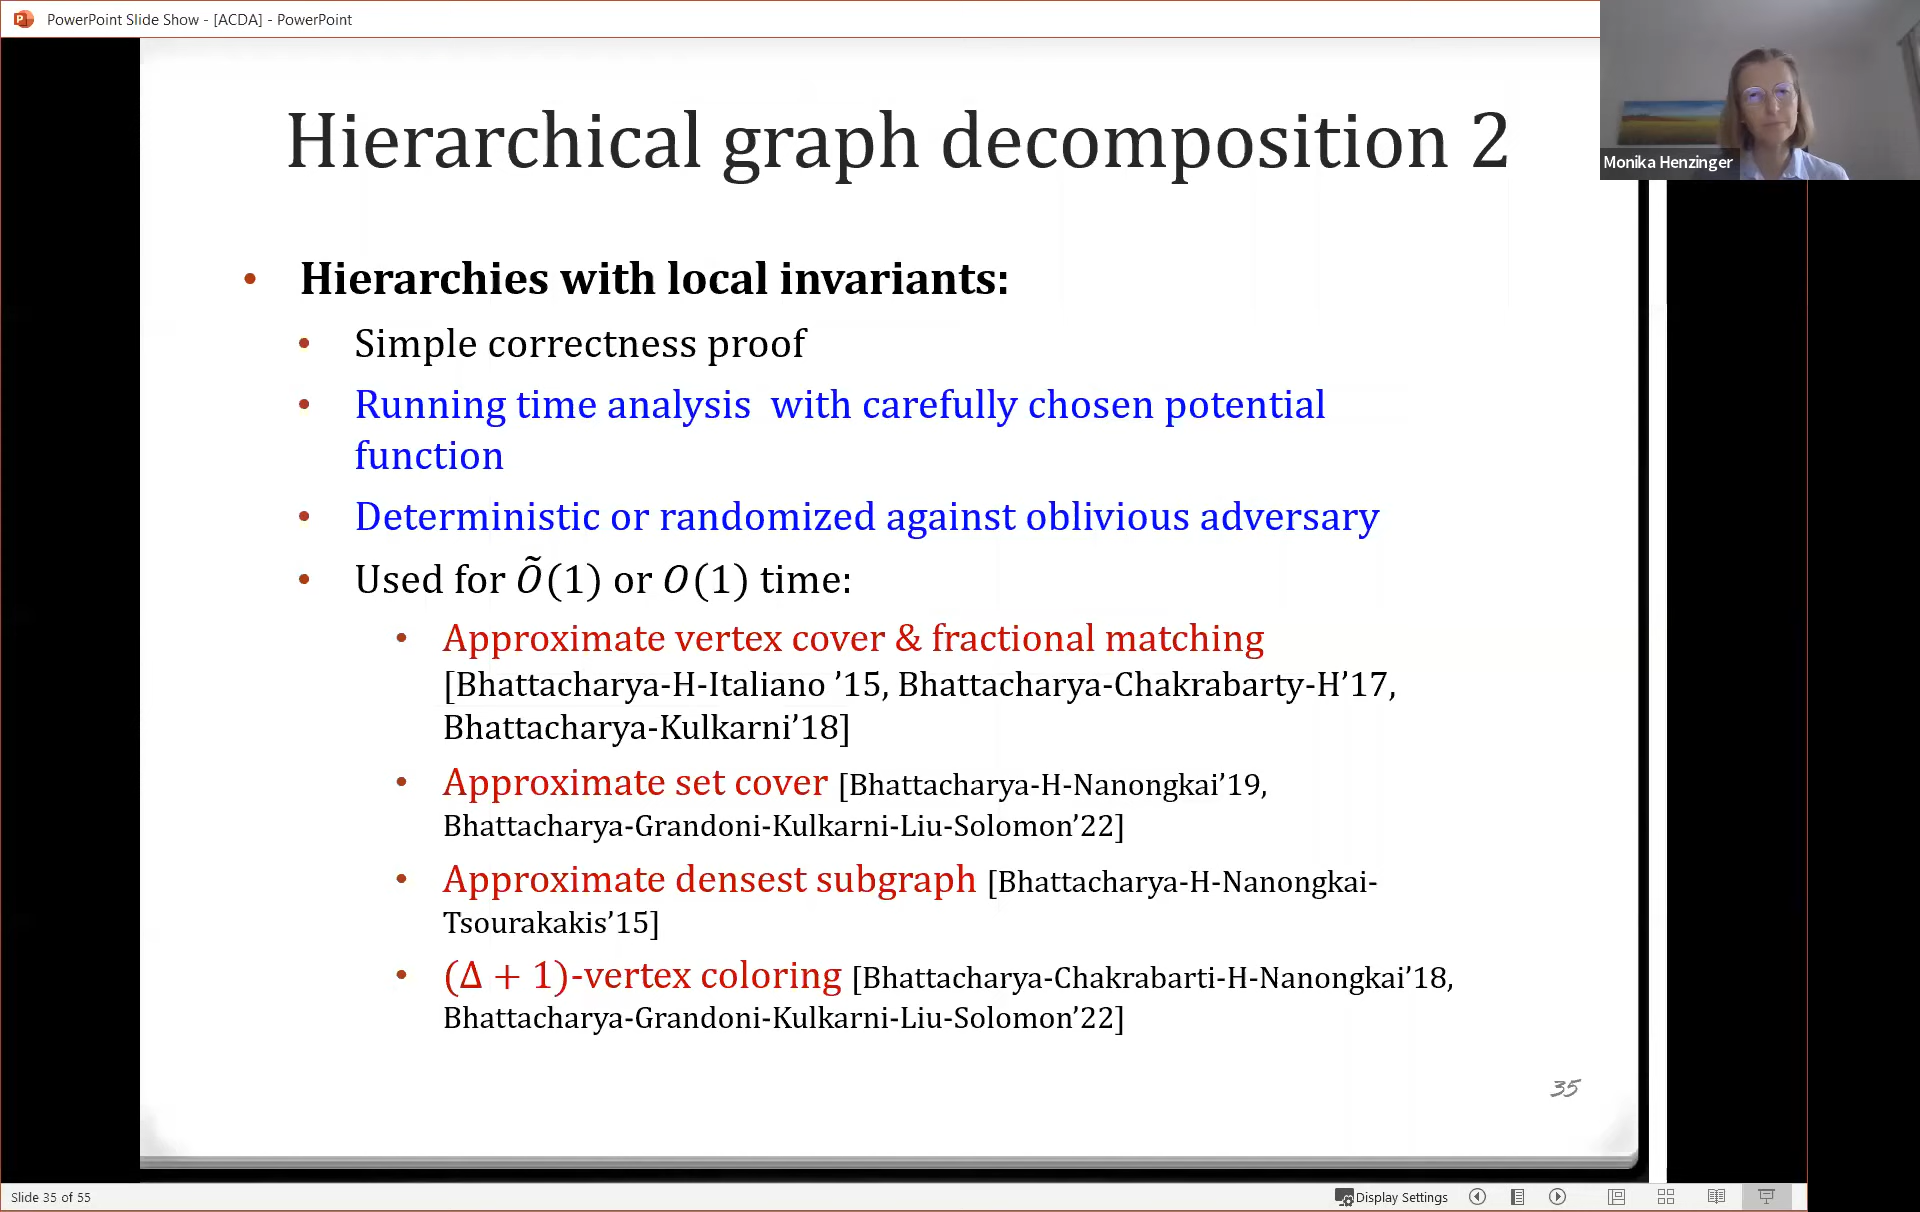 PowerPoint Slide Show - [ACDA] - PowerPoint
Monika Henzinger
Hierarchical graph decomposition 2
• Hierarchies with local invariants:
• Simple correctness proof
• Running time analysis with carefully chosen potential
function
• Deterministic or randomized against oblivious adversary
• Used for Õ(1) or O(1) time:
• Approximate vertex cover & fractional matching
[Bhattacharya-H-Italiano ’15, Bhattacharya-Chakrabarty-H’17,
Bhattacharya-Kulkarni’18]
• Approximate set cover [Bhattacharya-H-Nanongkai’19,
Bhattacharya-Grandoni-Kulkarni-Liu-Solomon’22]
• Approximate densest subgraph [Bhattacharya-H-Nanongkai-
Tsourakakis’15]
• (Δ + 1)-vertex coloring [Bhattacharya-Chakrabarti-H-Nanongkai’18,
Bhattacharya-Grandoni-Kulkarni-Liu-Solomon’22]
35
Slide 35 of 55
Display Settings